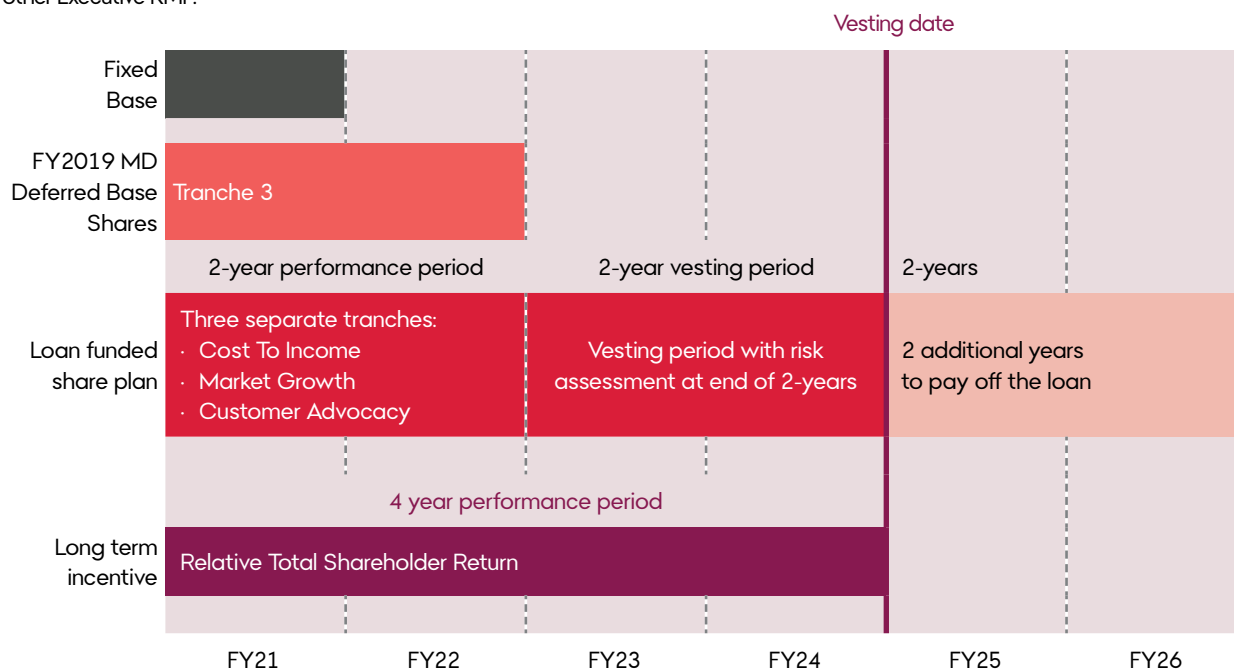 other Executive KMP.
Vesting date
Fixed
Base
FY2019 MD
Deferred Base
Shares
Tranche 3
2-year performance period
2-year vesting period
2-years
Loan funded
share plan
Three separate tranches:
· Cost To Income
· Market Growth
· Customer Advocacy
Vesting period with risk
assessment at end of 2-years
2 additional years
to pay off the loan
4 year performance period
Long term
incentive
Relative Total Shareholder Return
FY21
FY22
FY23
FY24
FY25
FY26